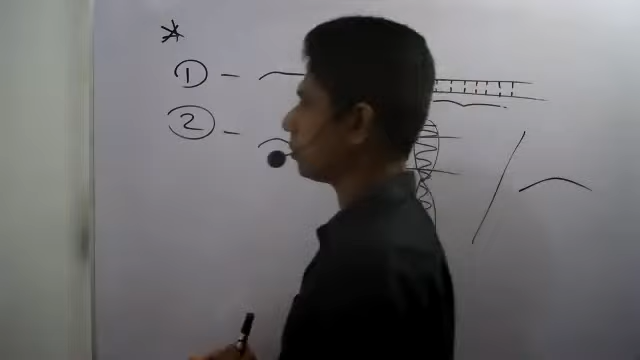 *
① –
② –